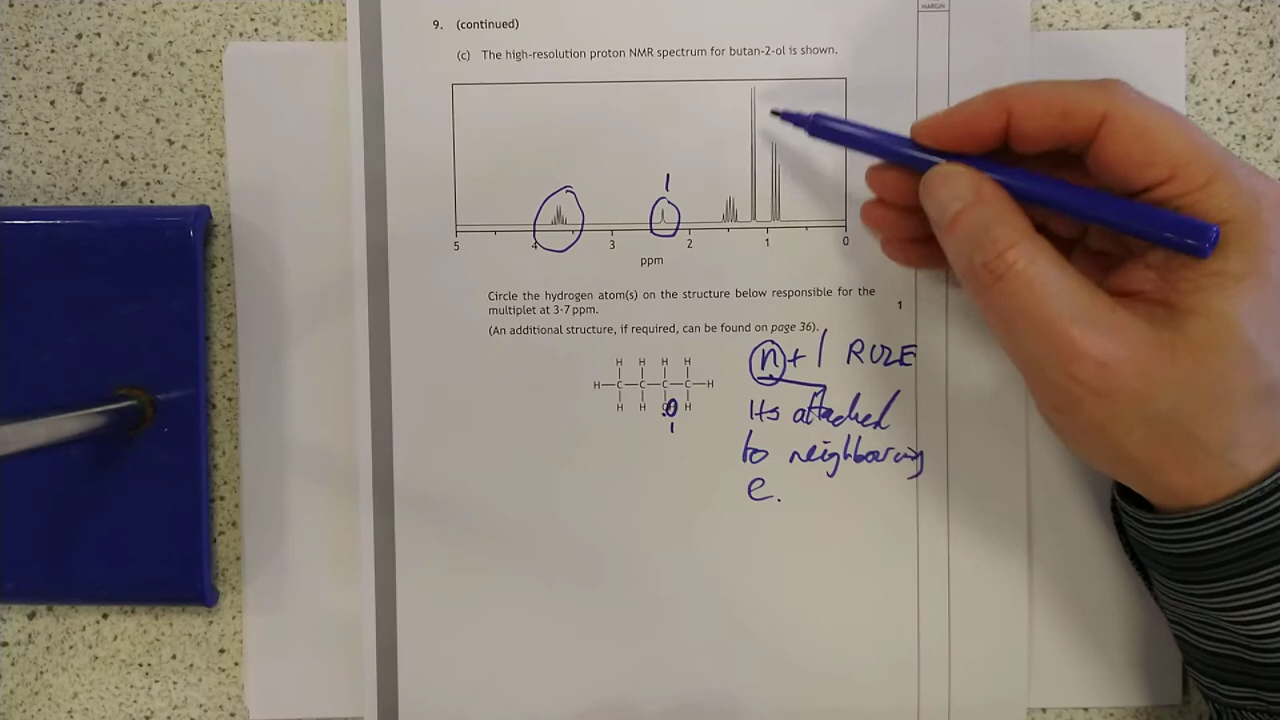 MARGIN
9. (continued)
(c) The high-resolution proton NMR spectrum for butan-2-ol is shown.
1
5 4 3 2 1 0
ppm
Circle the hydrogen atom(s) on the structure below responsible for the
multiplet at 3·7 ppm.
1
(An additional structure, if required, can be found on page 36).
n+1 RULE
H H H H
H—C—C—C—C—H
H H O H
1
Hs attached
to neighbouring
C.